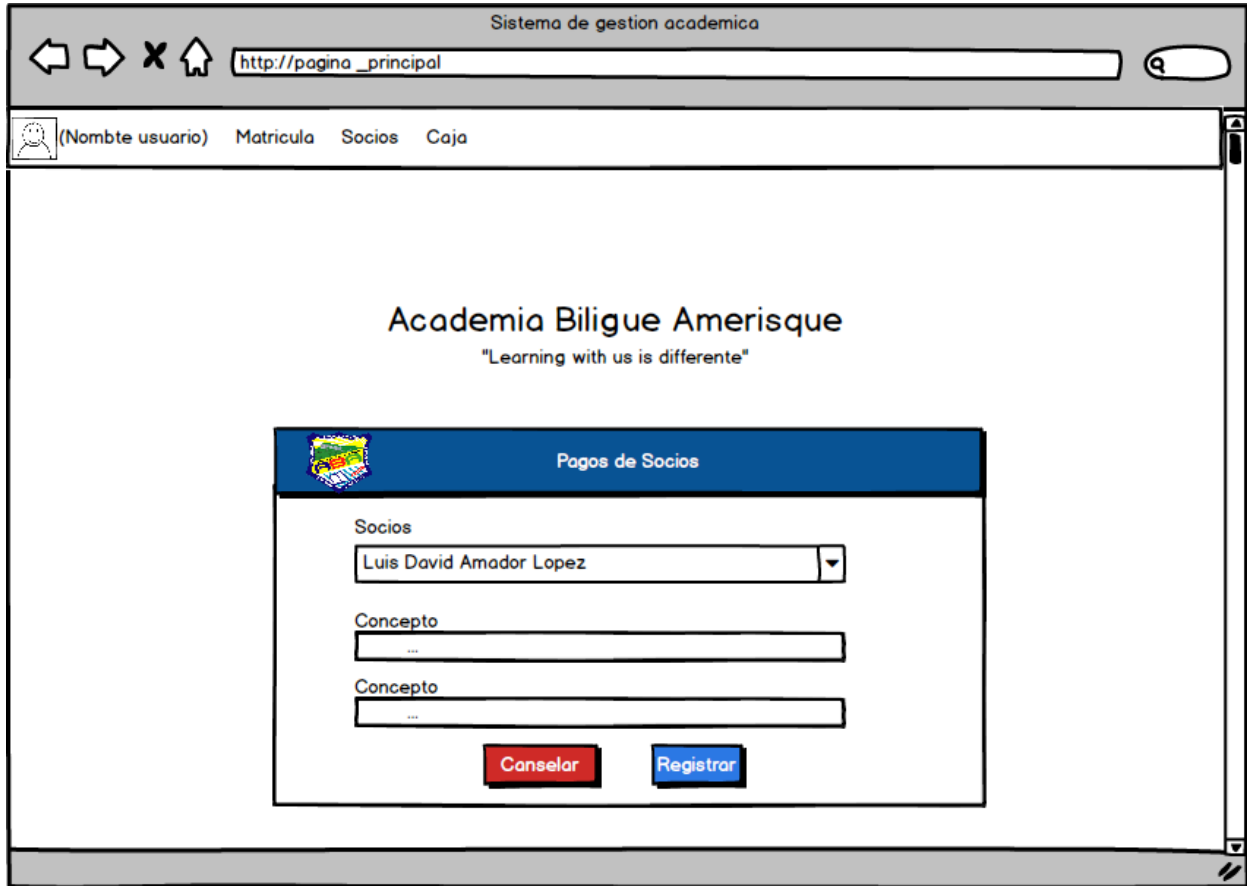 Sistema de gestion academica
http://pagina _principal
(Nombte usuario) Matricula Socios Caja
Academia Biligue Amerisque
"Learning with us is differente"
ABA
Pagos de Socios
Socios
Luis David Amador Lopez
Concepto
...
Concepto
...
Canselar Registrar